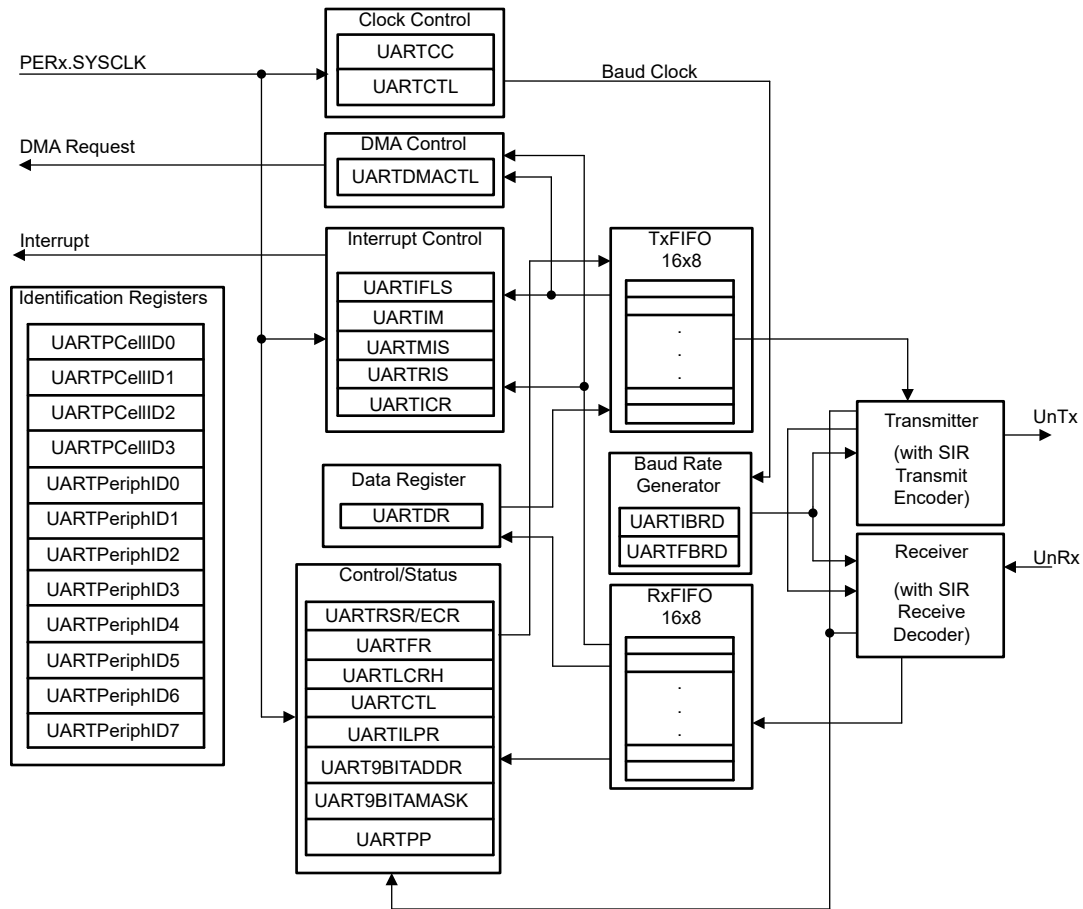 Clock Control
UARTCC
UARTCTL
PERx.SYSCLK
Baud Clock
DMA Request
DMA Control
UARTDMACTL
Interrupt
Interrupt Control
UARTIFLS
UARTIM
UARTMIS
UARTRIS
UARTICR
TxFIFO
16x8
.
.
.
Identification Registers
UARTPCellID0
UARTPCellID1
UARTPCellID2
UARTPCellID3
UARTPeriphID0
UARTPeriphID1
UARTPeriphID2
UARTPeriphID3
UARTPeriphID4
UARTPeriphID5
UARTPeriphID6
UARTPeriphID7
Data Register
UARTDR
Baud Rate
Generator
UARTIBRD
UARTFBRD
Transmitter
(with SIR
Transmit
Encoder)
UnTx
Receiver
(with SIR
Receive
Decoder)
UnRx
Control/Status
UARTRSR/ECR
UARTFR
UARTLCRH
UARTCTL
UARTILPR
UART9BITADDR
UART9BITAMASK
UARTPP
RxFIFO
16x8
.
.
.